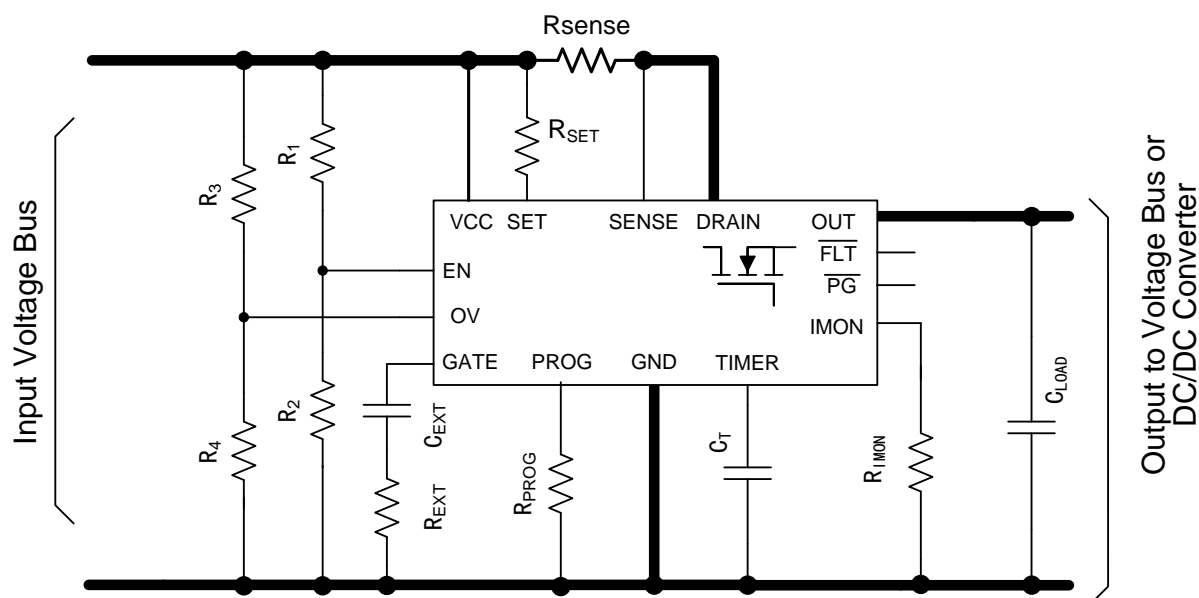 Rsense
RSET
R1
R3
VCC SET SENSE DRAIN OUT
FLT
EN
PG
OV
IMON
GATE PROG GND TIMER
R2
R4
CEXT
REXT
RPROG
CT
RIMON
CLOAD
Input Voltage Bus
Output to Voltage Bus or
DC/DC Converter